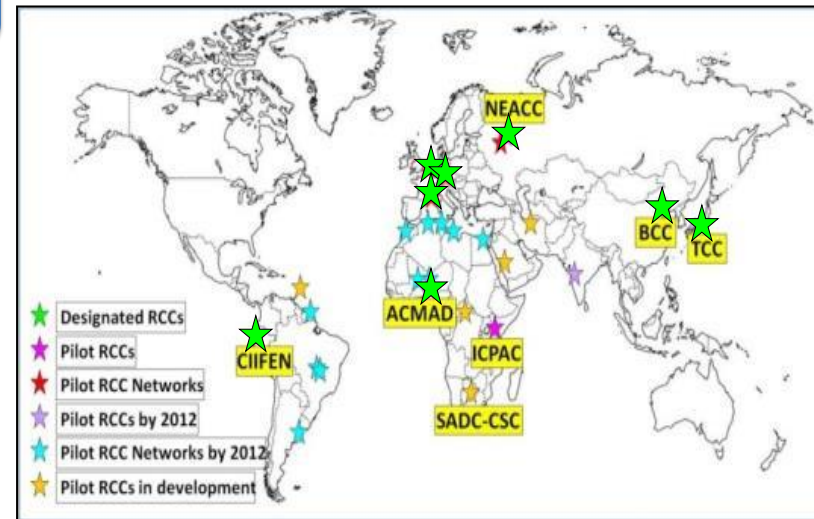 NEACC
BCC
TCC
ACMAD
CIIFEN
ICPAC
SADC-CSC
Designated RCCs
Pilot RCCs
Pilot RCC Networks
Pilot RCCs by 2012
Pilot RCC Networks by 2012
Pilot RCCs in development